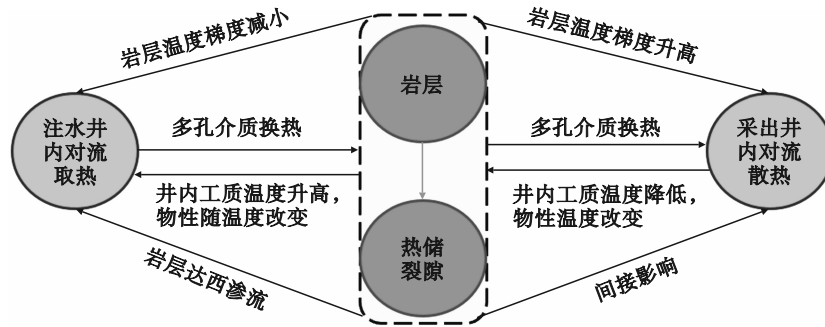 岩层温度梯度减小
岩层温度梯度升高
岩层
注水井
内对流
取热
多孔介质换热
多孔介质换热
采出井
内对流
散热
井内工质温度升高，
物性随温度改变
井内工质温度降低，
物性温度改变
热储
裂隙
岩层达西渗流
间接影响